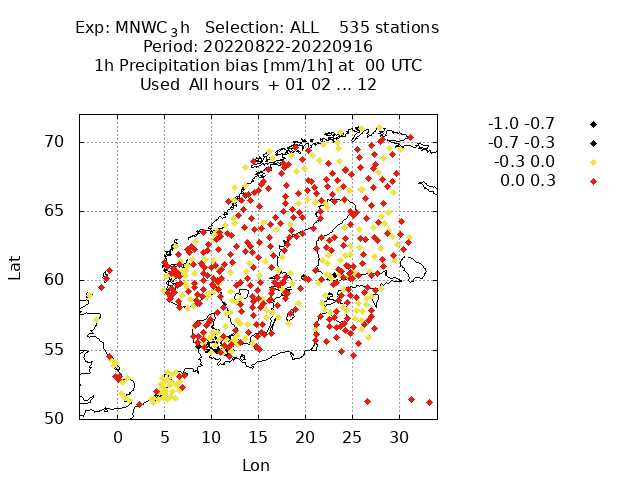 Exp: MNWC_3h Selection: ALL 535 stations
Period: 20220822-20220916
1h Precipitation bias [mm/1h] at 00 UTC
Used All hours + 01 02 ... 12
-1.0 -0.7
-0.7 -0.3
-0.3 0.0
0.0 0.3
70
65
60
55
50
Lat
0 5 10 15 20 25 30
Lon